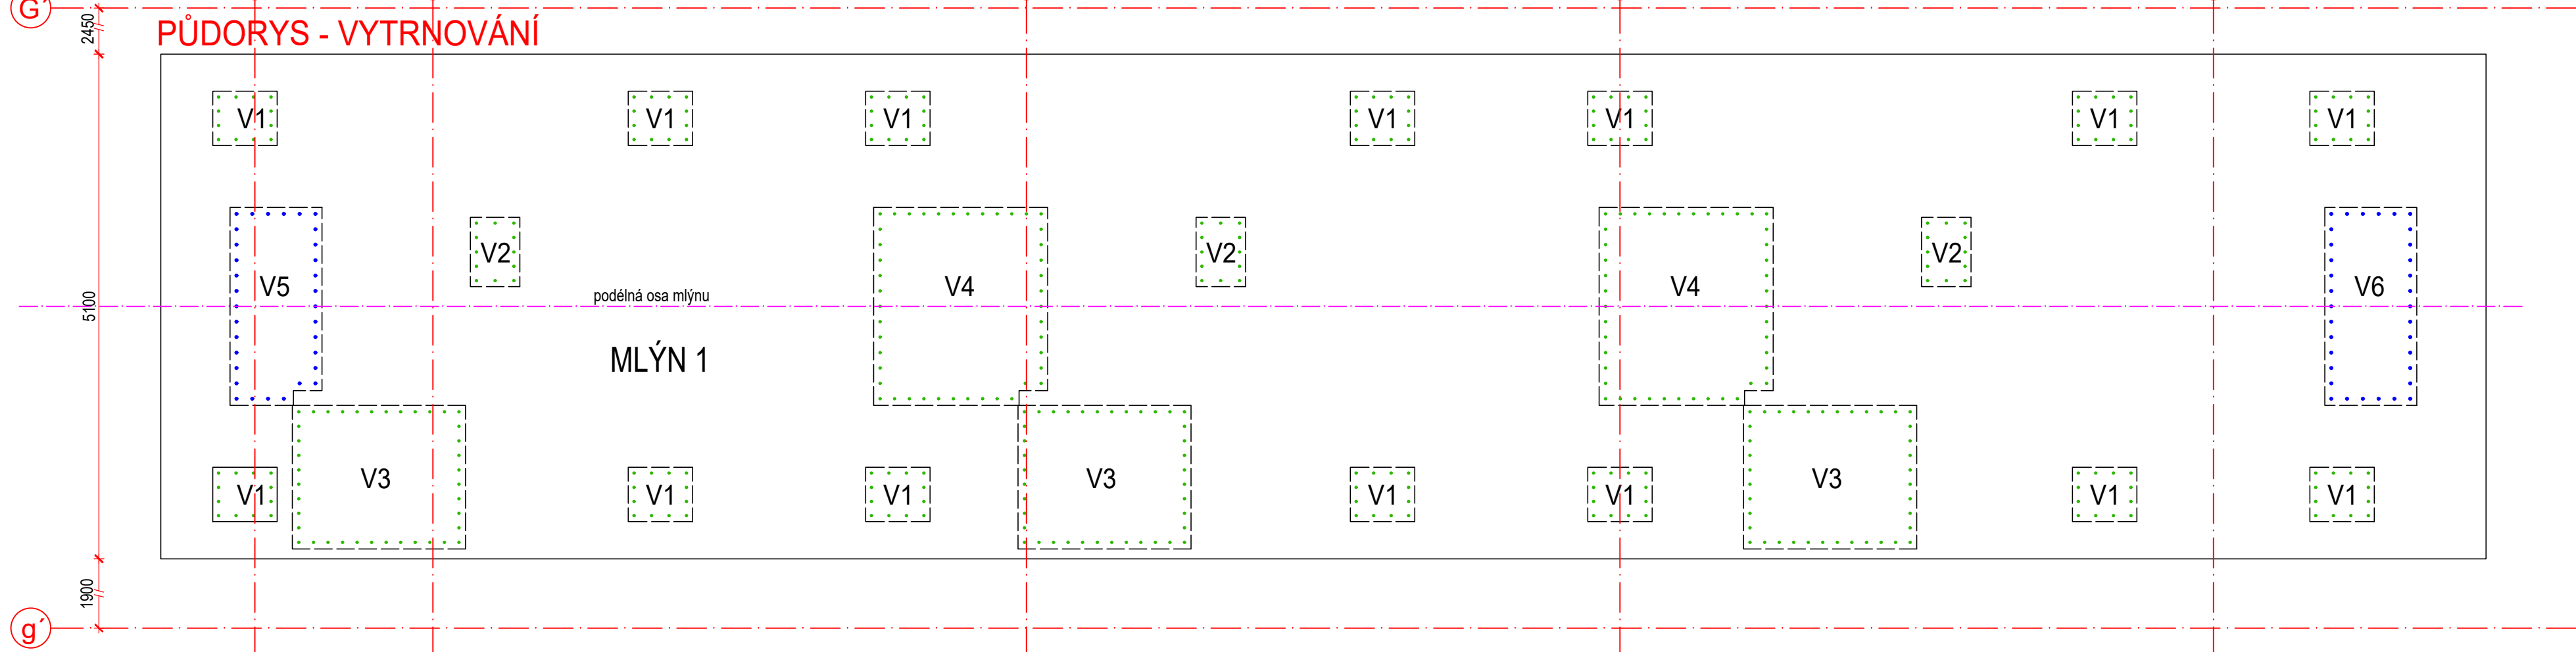 G´
2450
PŮDORYS - VYTRNOVÁNÍ
V1 V1 V1 V1 V1 V1 V1
V2 V2 V2
V5 V4 V4 V6
podélná osa mlýnu
5100
MLÝN 1
V3 V3 V3
V1 V1 V1 V1 V1 V1 V1
1900
g´